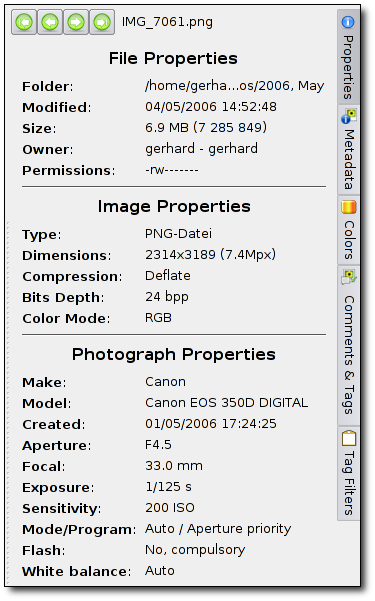 IMG_7061.png
File Properties
Folder: /home/gerha...os/2006, May
Modified: 04/05/2006 14:52:48
Size: 6.9 MB (7 285 849)
Owner: gerhard - gerhard
Permissions: -rw-------
Image Properties
Type: PNG-Datei
Dimensions: 2314x3189 (7.4Mpx)
Compression: Deflate
Bits Depth: 24 bpp
Color Mode: RGB
Photograph Properties
Make: Canon
Model: Canon EOS 350D DIGITAL
Created: 01/05/2006 17:24:25
Aperture: F4.5
Focal: 33.0 mm
Exposure: 1/125 s
Sensitivity: 200 ISO
Mode/Program: Auto / Aperture priority
Flash: No, compulsory
White balance: Auto
Properties
Metadata
Colors
Comments & Tags
Tag Filters